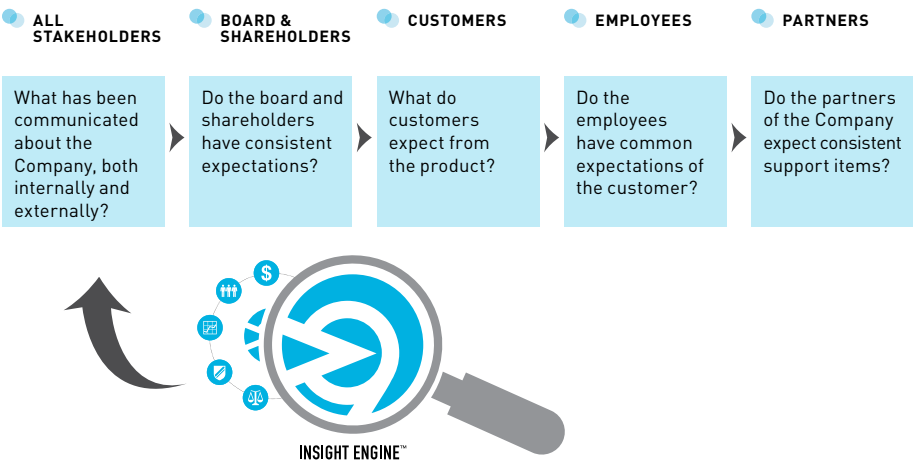 ALL
STAKEHOLDERS
BOARD &
SHAREHOLDERS
CUSTOMERS
EMPLOYEES
PARTNERS
What has been
communicated
about the
Company, both
internally and
externally?
Do the board and
shareholders
have consistent
expectations?
What do
customers
expect from
the product?
Do the
employees
have common
expectations of
the customer?
Do the partners
of the Company
expect consistent
support items?
$
INSIGHT ENGINE™